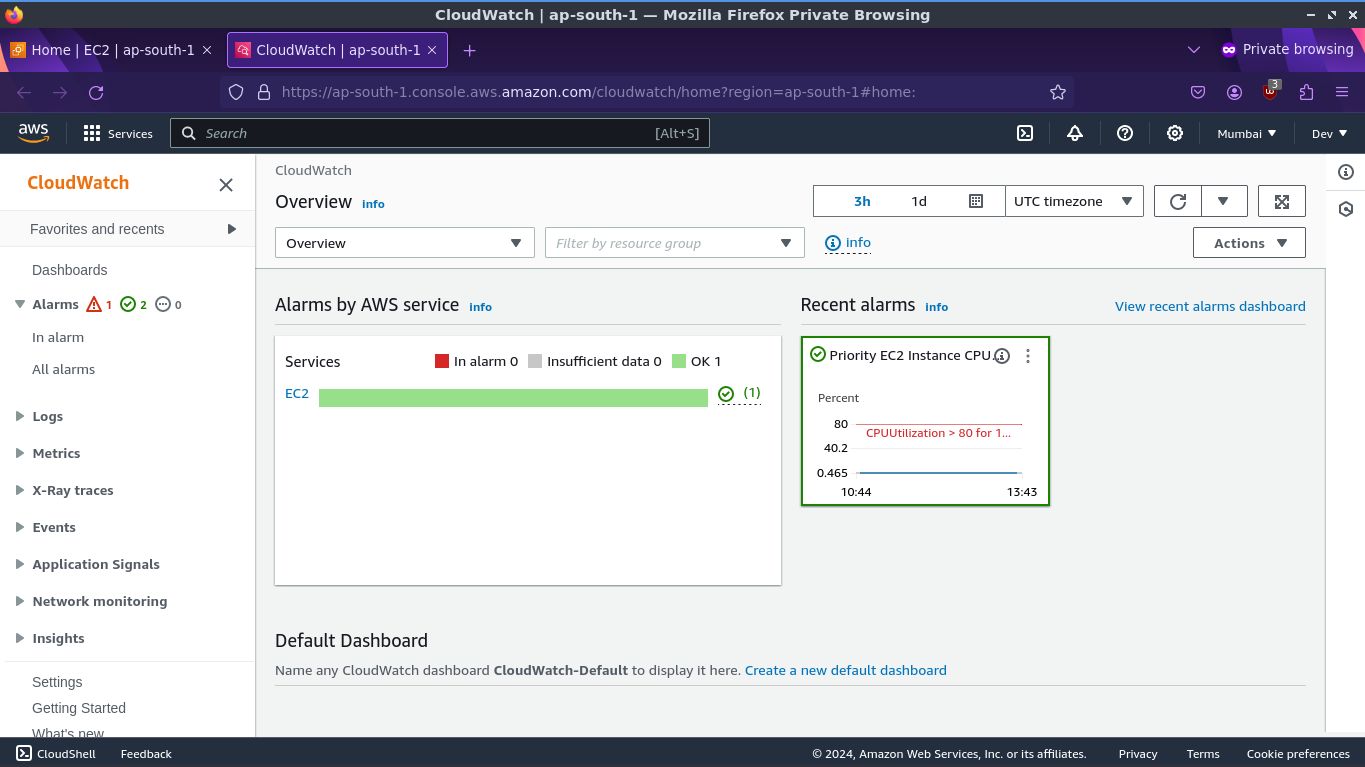 CloudWatch | ap-south-1 — Mozilla Firefox Private Browsing
Home | EC2 | ap-south-1
CloudWatch | ap-south-1
Private browsing
https://ap-south-1.console.aws.amazon.com/cloudwatch/home?region=ap-south-1#home:
3
aws
Services
Search
[Alt+S]
Mumbai
Dev
CloudWatch
Favorites and recents
Dashboards
Alarms 1 2 0
In alarm
All alarms
Logs
Metrics
X-Ray traces
Events
Application Signals
Network monitoring
Insights
Settings
Getting Started
What's new
CloudWatch
Overview info
3h 1d UTC timezone
Overview
Filter by resource group
info
Actions
Alarms by AWS service info
Services
In alarm 0 Insufficient data 0 OK 1
EC2 (1)
Recent alarms info
View recent alarms dashboard
Priority EC2 Instance CPU...
Percent
80
CPUUtilization > 80 for 1...
40.2
0.465
10:44 13:43
Default Dashboard
Name any CloudWatch dashboard CloudWatch-Default to display it here. Create a new default dashboard
CloudShell Feedback
© 2024, Amazon Web Services, Inc. or its affiliates. Privacy Terms Cookie preferences